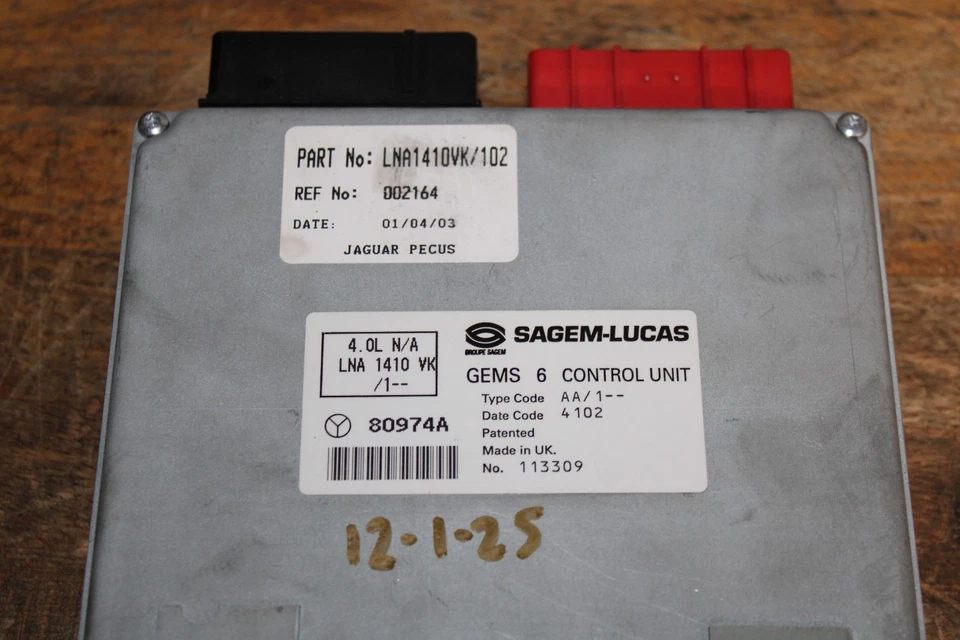 PART No: LNA1410VK/102
REF No: 002164
DATE: 01/04/03
JAGUAR PECUS
4.0L N/A
LNA 1410 VK
/1--
80974A
GROUPE SAGEM
SAGEM-LUCAS
GEMS 6 CONTROL UNIT
Type Code AA/1--
Date Code 4102
Patented
Made in UK.
No. 113309
12-1-25